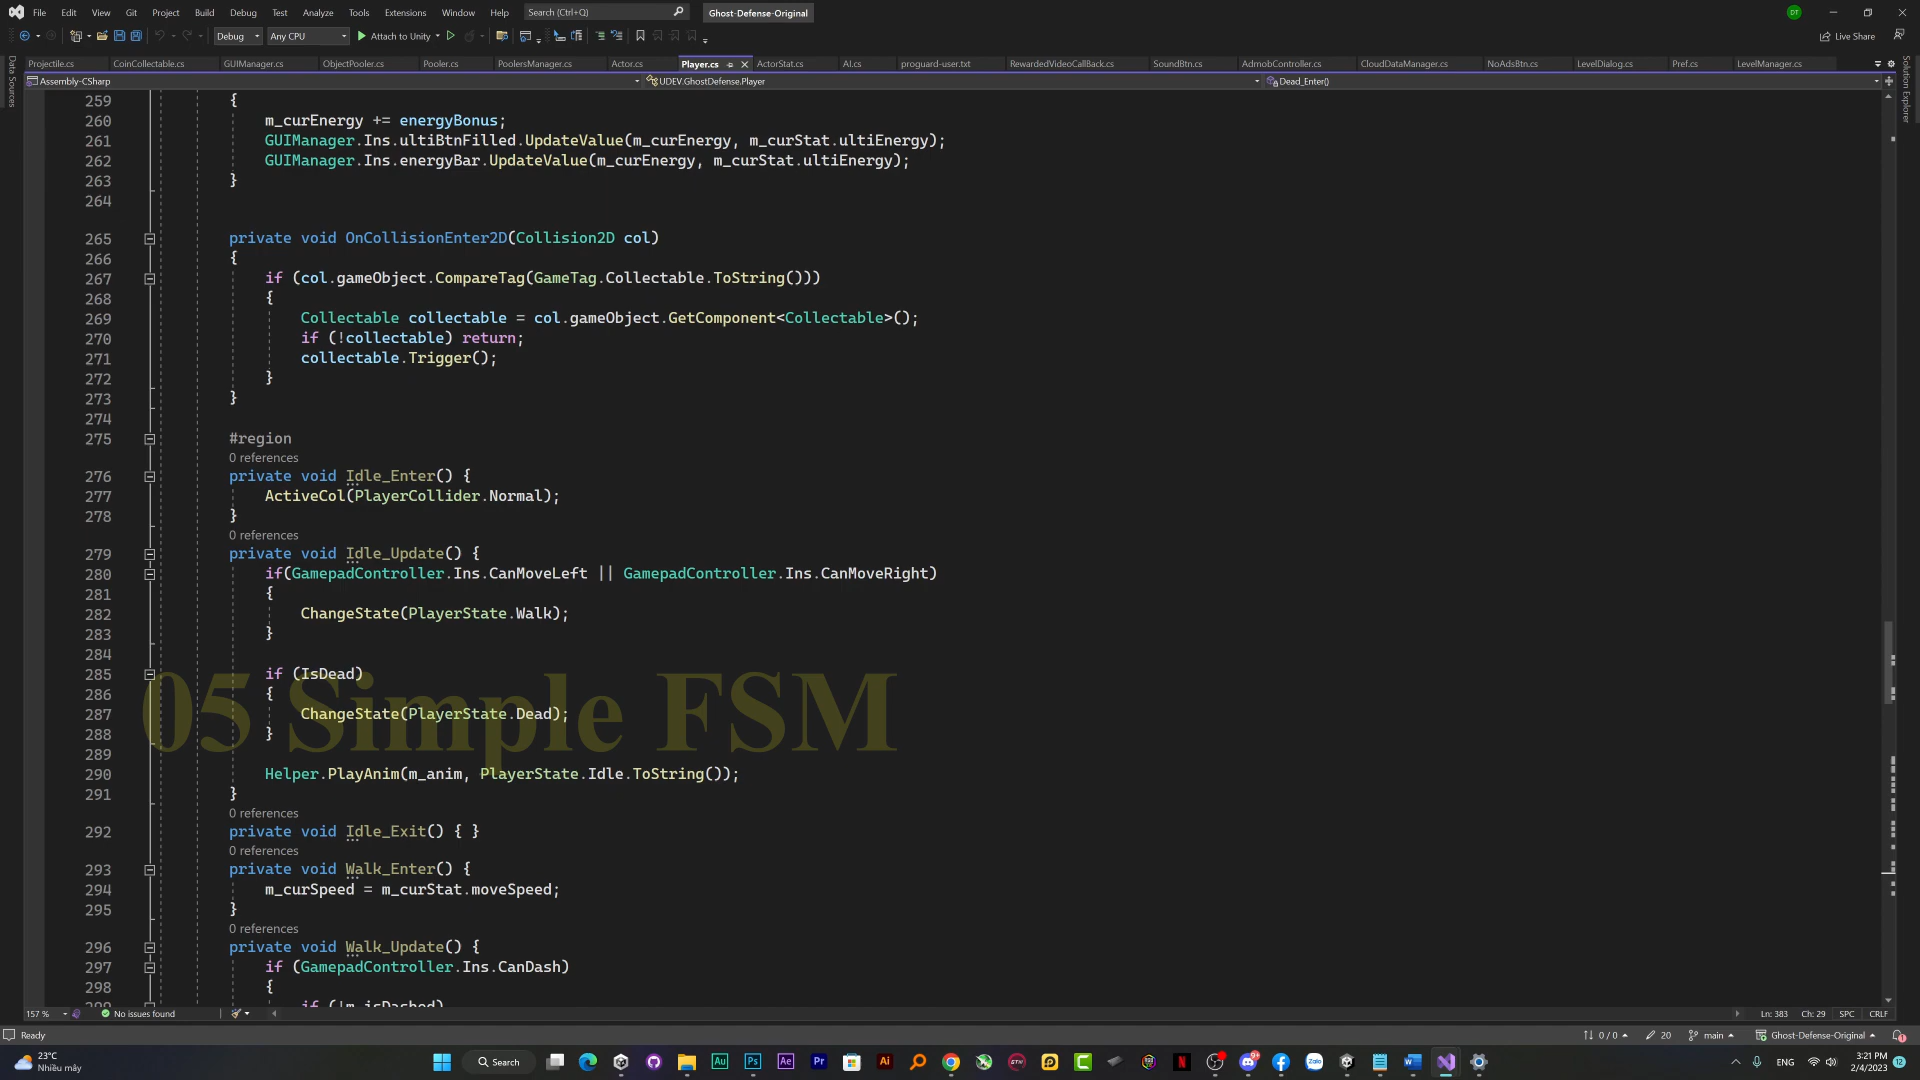 File Edit View Git Project Build Debug Test Analyze Tools Extensions Window Help Search (Ctrl+Q) Ghost-Defense-Original DT
Debug Any CPU Attach to Unity Live Share
Projectile.cs CoinCollectable.cs GUIManager.cs ObjectPooler.cs Pooler.cs PoolersManager.cs Actor.cs Player.cs ActorStat.cs AI.cs proguard-user.txt RewardedVideoCallBack.cs SoundBtn.cs AdmobController.cs CloudDataManager.cs NoAdsBtn.cs LevelDialog.cs Pref.cs LevelManager.cs
Data Sources
Solution Explorer
Assembly-CSharp UDEV.GhostDefense.Player Dead_Enter()
259 {
260 m_curEnergy += energyBonus;
261 GUIManager.Ins.ultiBtnFilled.UpdateValue(m_curEnergy, m_curStat.ultiEnergy);
262 GUIManager.Ins.energyBar.UpdateValue(m_curEnergy, m_curStat.ultiEnergy);
263 }
264
265 private void OnCollisionEnter2D(Collision2D col)
266 {
267 if (col.gameObject.CompareTag(GameTag.Collectable.ToString()))
268 {
269 Collectable collectable = col.gameObject.GetComponent<Collectable>();
270 if (!collectable) return;
271 collectable.Trigger();
272 }
273 }
274
275 #region
0 references
276 private void Idle_Enter() {
277 ActiveCol(PlayerCollider.Normal);
278 }
0 references
279 private void Idle_Update() {
280 if(GamepadController.Ins.CanMoveLeft || GamepadController.Ins.CanMoveRight)
281 {
282 ChangeState(PlayerState.Walk);
283 }
284
285 if (IsDead)
286 {
287 ChangeState(PlayerState.Dead);
288 }
289
290 Helper.PlayAnim(m_anim, PlayerState.Idle.ToString());
291 }
0 references
292 private void Idle_Exit() { }
0 references
293 private void Walk_Enter() {
294 m_curSpeed = m_curStat.moveSpeed;
295 }
0 references
296 private void Walk_Update() {
297 if (GamepadController.Ins.CanDash)
298 {
299 if (!m_isDashed)
05 Simple FSM
157 % No issues found Ln: 383 Ch: 29 SPC CRLF
Ready 0 / 0 20 main Ghost-Defense-Original 1
23°C
Nhiều mây
Search
ENG
3:21 PM
2/4/2023
12